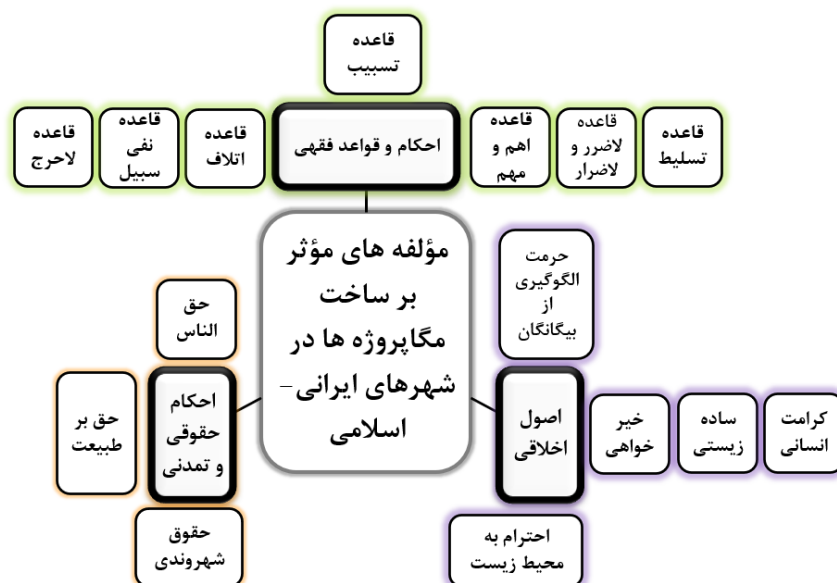 قاعده
تسبیب
قاعده
تسلیط
قاعده
لاضرر و
لاضرار
قاعده
اهم و
مهم
احکام و قواعد فقهی
قاعده
اتلاف
قاعده
نفی
سبیل
قاعده
لاحرج
مؤلفه های مؤثر
بر ساخت
مگاپروژه ها در
شهرهای ایرانی–
اسلامی
حرمت
الگوگیری
از
بیگانگان
اصول
اخلاقی
خیر
خواهی
ساده
زیستی
کرامت
انسانی
احترام به
محیط زیست
حق
الناس
احکام
حقوقی
و تمدنی
حق بر
طبیعت
حقوق
شهروندی